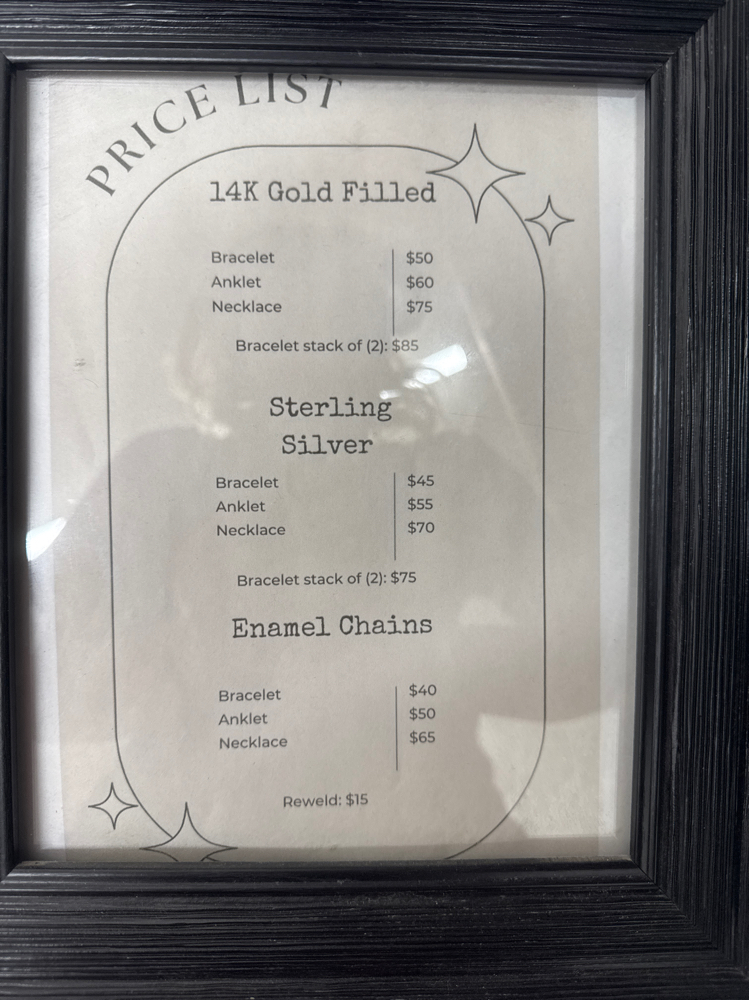 PRICE LIST
14K Gold Filled
Bracelet $50
Anklet $60
Necklace $75
Bracelet stack of (2): $85
Sterling
Silver
Bracelet $45
Anklet $55
Necklace $70
Bracelet stack of (2): $75
Enamel Chains
Bracelet $40
Anklet $50
Necklace $65
Reweld: $15